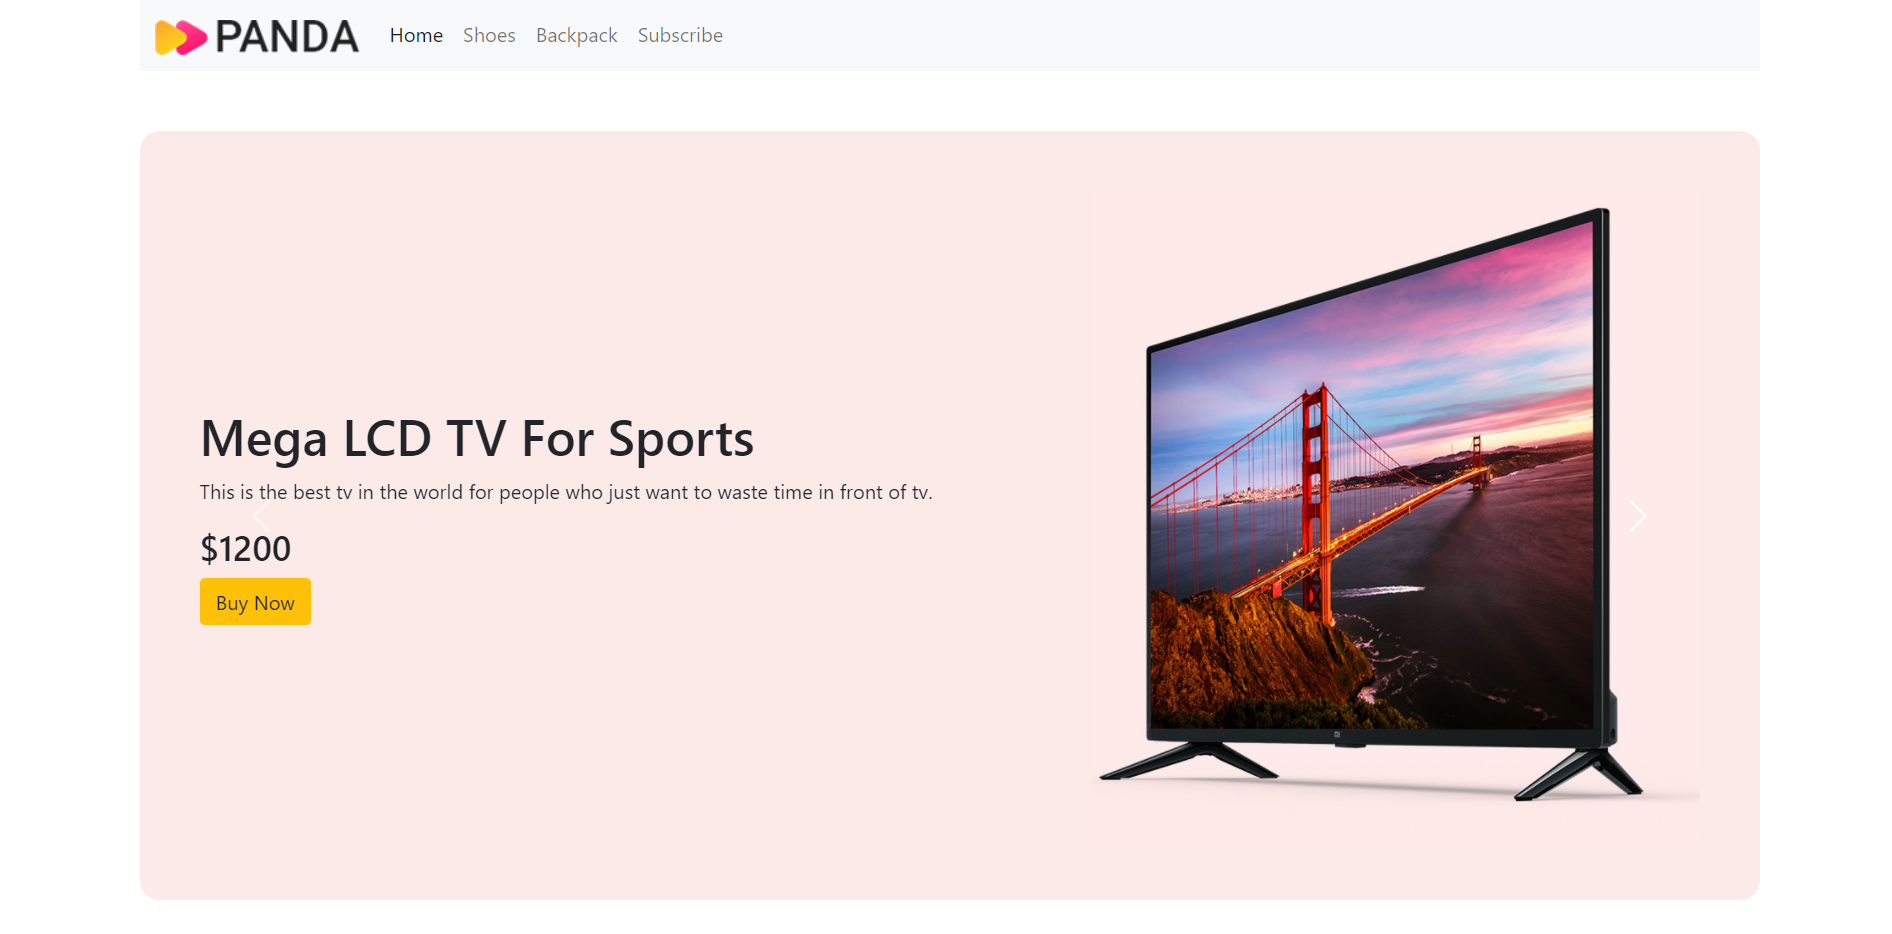 PANDA
Home Shoes Backpack Subscribe
Mega LCD TV For Sports
This is the best tv in the world for people who just want to waste time in front of tv.
$1200
Buy Now